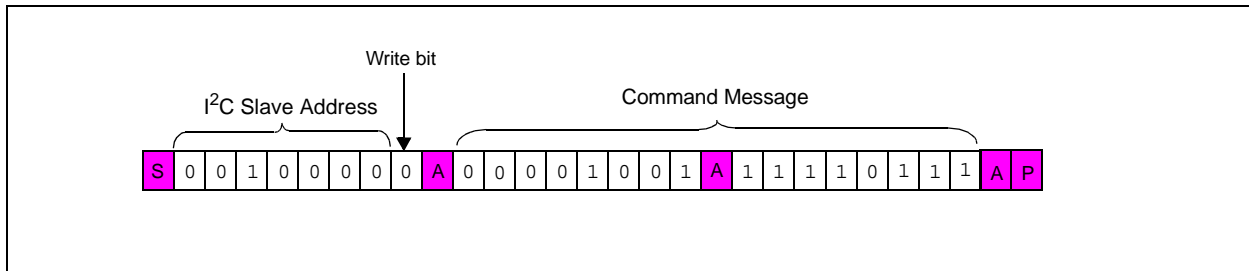 Write bit
I²C Slave Address
Command Message
S 0 0 1 0 0 0 0 0 A 0 0 0 0 1 0 0 1 A 1 1 1 1 0 1 1 1 A P